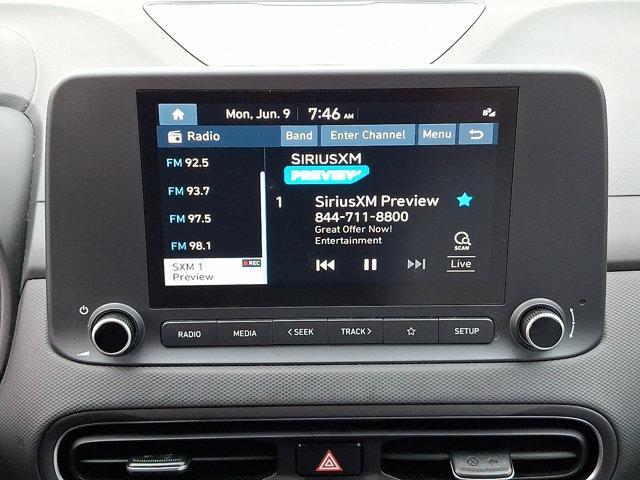 Mon, Jun. 9 7:46 AM
Radio Band Enter Channel Menu
FM 92.5
FM 93.7
FM 97.5
FM 98.1
SXM 1 REC
Preview
SIRIUSXM
PREVIEW
1 SiriusXM Preview
844-711-8800
Great Offer Now!
Entertainment
SCAN
Live
RADIO MEDIA < SEEK TRACK > SETUP